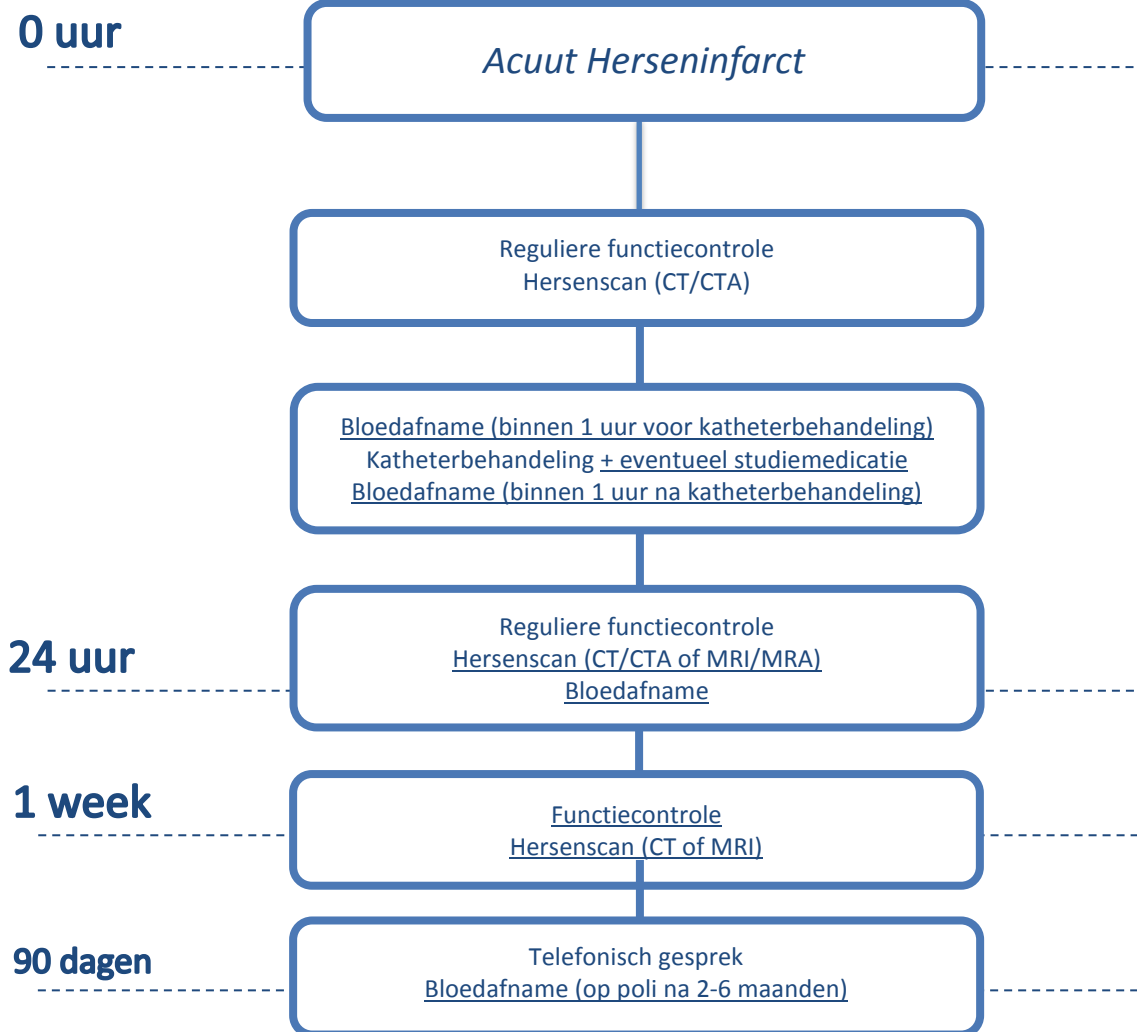 0 uur
Acuut Herseninfarct
Reguliere functiecontrole
Hersenscan (CT/CTA)
Bloedafname (binnen 1 uur voor katheterbehandeling)
Katheterbehandeling + eventueel studiemedicatie
Bloedafname (binnen 1 uur na katheterbehandeling)
24 uur
Reguliere functiecontrole
Hersenscan (CT/CTA of MRI/MRA)
Bloedafname
1 week
Functiecontrole
Hersenscan (CT of MRI)
90 dagen
Telefonisch gesprek
Bloedafname (op poli na 2-6 maanden)